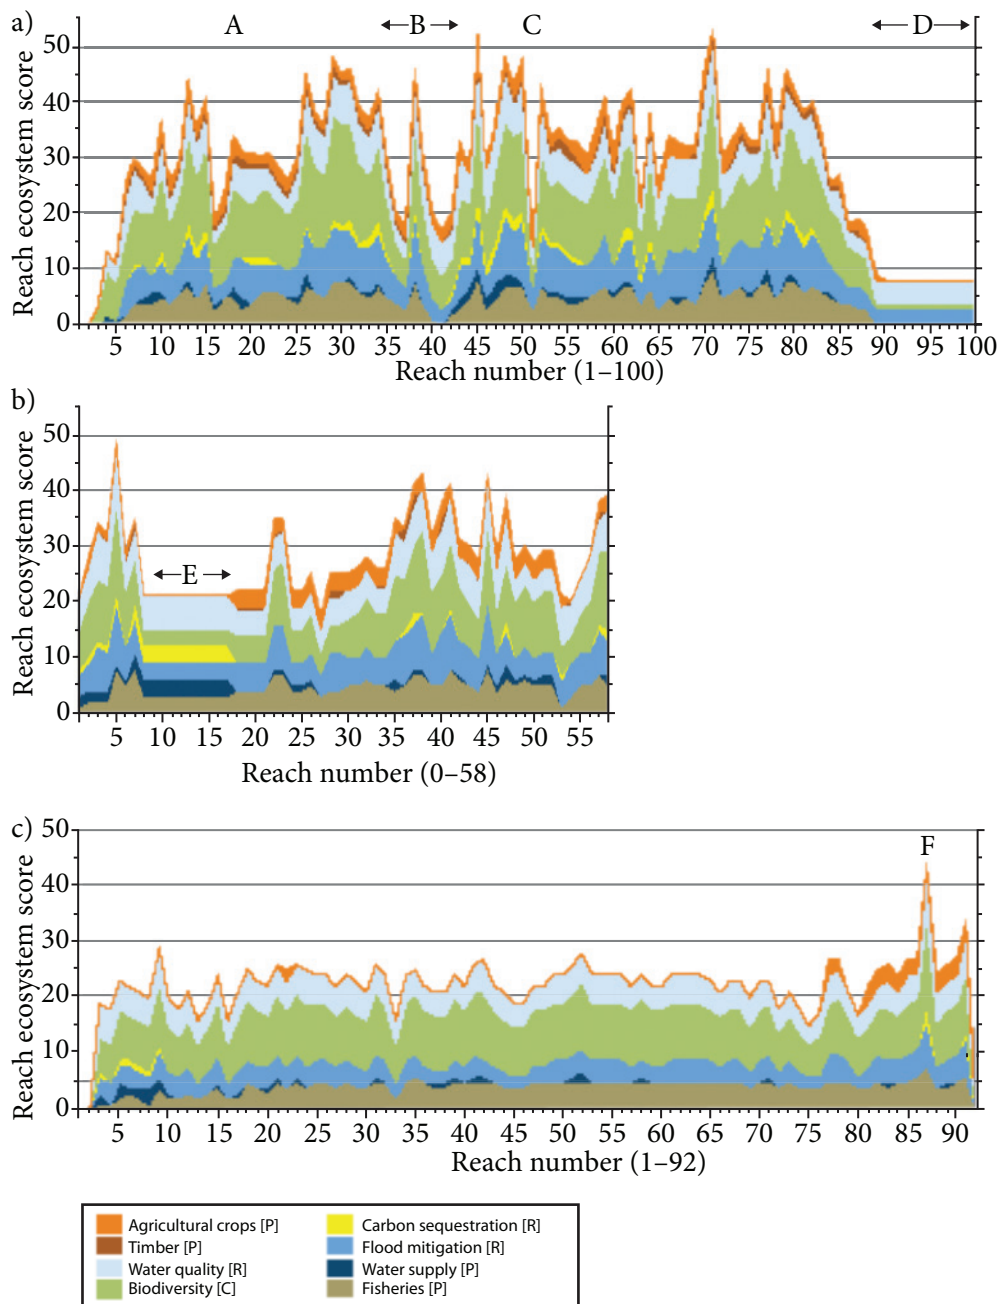 a)
A B C D
Reach ecosystem score
50
40
30
20
10
0
5 10 15 20 25 30 35 40 45 50 55 60 65 70 75 80 85 90 95 100
Reach number (1–100)
b)
Reach ecosystem score
50
40
30
20
10
0
E
5 10 15 20 25 30 35 40 45 50 55
Reach number (0–58)
c)
Reach ecosystem score
50
40
30
20
10
0
F
5 10 15 20 25 30 35 40 45 50 55 60 65 70 75 80 85 90
Reach number (1–92)
Agricultural crops [P] Carbon sequestration [R]
Timber [P] Flood mitigation [R]
Water quality [R] Water supply [P]
Biodiversity [C] Fisheries [P]